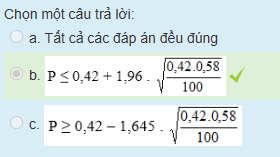 Chọn một câu trả lời:
a. Tất cả các đáp án đều đúng
b. P ≤ 0,42 + 1,96 . √(0,42.0,58 / 100)
c. P ≥ 0,42 − 1,645 . √(0,42.0,58 / 100)